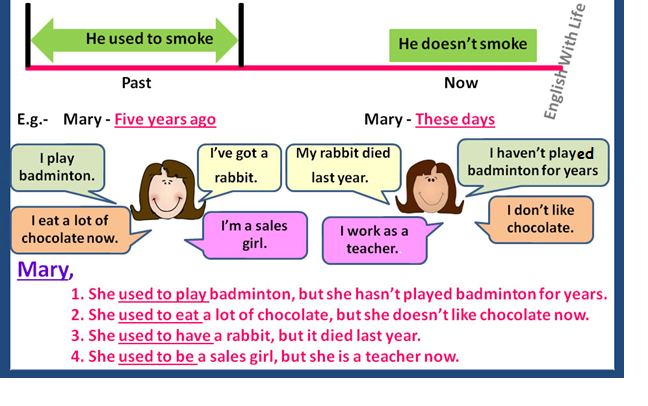 He used to smoke
He doesn't smoke
English With Life
Past
Now
E.g.- Mary - Five years ago
Mary - These days
I play
badminton.
I've got a
rabbit.
My rabbit died
last year.
I haven't played
badminton for years
I eat a lot of
chocolate now.
I'm a sales
girl.
I work as a
teacher.
I don't like
chocolate.
Mary,
1. She used to play badminton, but she hasn't played badminton for years.
2. She used to eat a lot of chocolate, but she doesn't like chocolate now.
3. She used to have a rabbit, but it died last year.
4. She used to be a sales girl, but she is a teacher now.